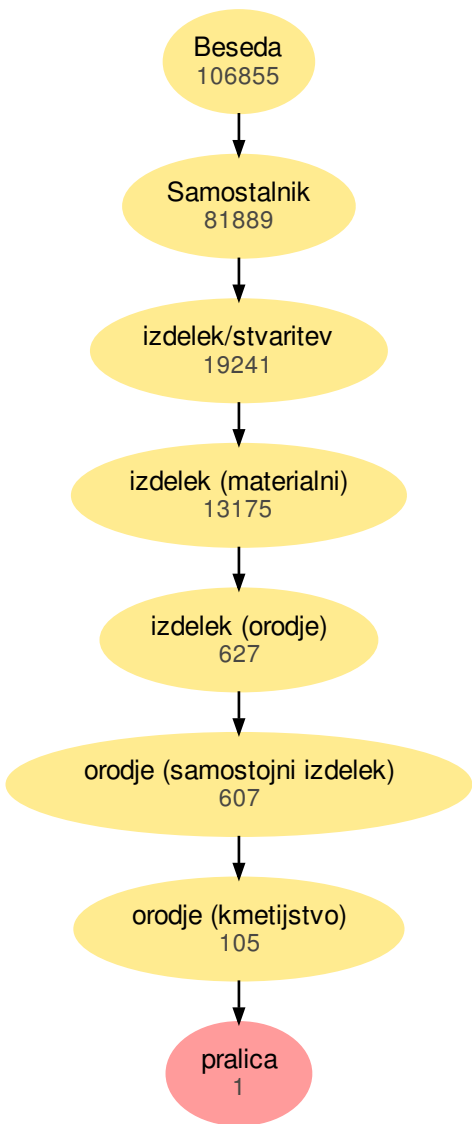 Beseda
106855
Samostalnik
81889
izdelek/stvaritev
19241
izdelek (materialni)
13175
izdelek (orodje)
627
orodje (samostojni izdelek)
607
orodje (kmetijstvo)
105
pralica
1